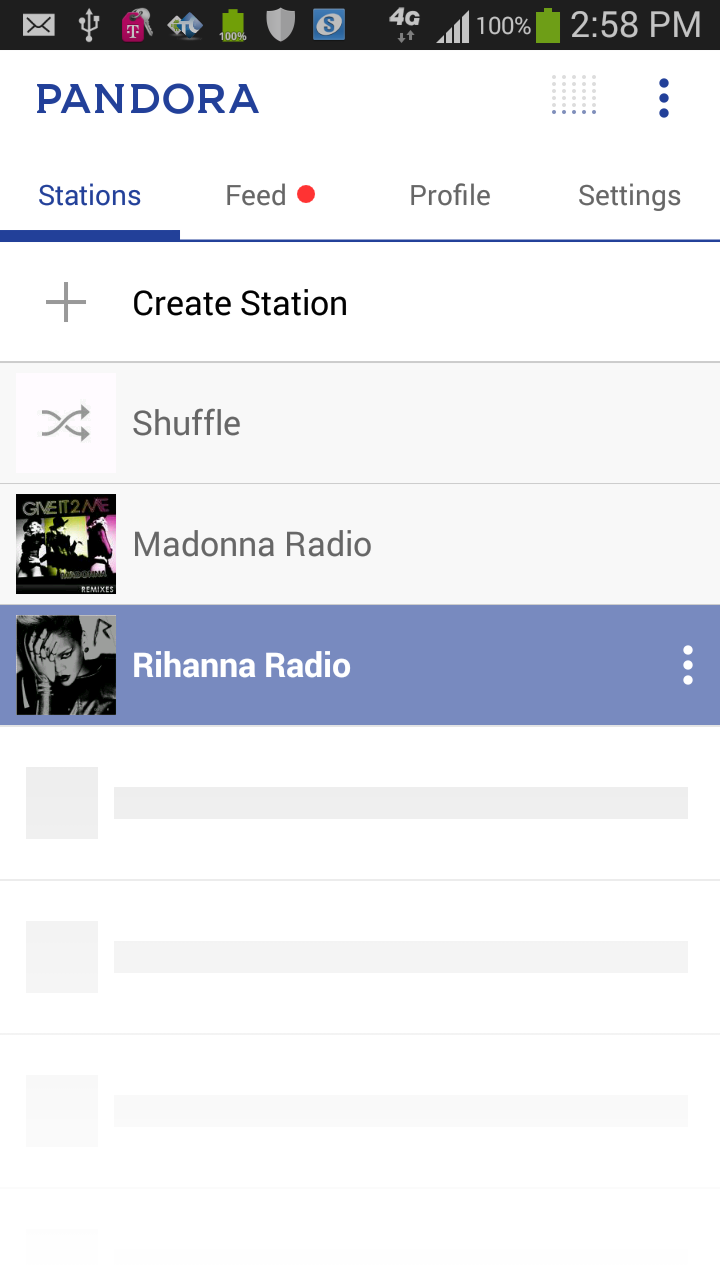 100%
4G
100%
2:58 PM
PANDORA
Stations
Feed
Profile
Settings
Create Station
Shuffle
GIVE IT 2 ME
MADONNA
REMIXES
Madonna Radio
R
Rihanna Radio